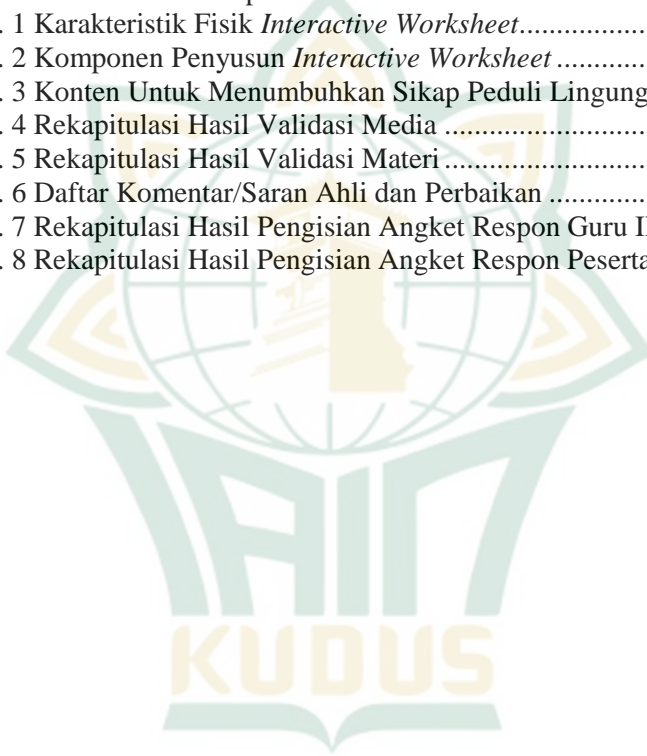 . 1 Karakteristik Fisik Interactive Worksheet.....................
. 2 Komponen Penyusun Interactive Worksheet ..............
. 3 Konten Untuk Menumbuhkan Sikap Peduli Lingung
. 4 Rekapitulasi Hasil Validasi Media ................................
. 5 Rekapitulasi Hasil Validasi Materi ...............................
. 6 Daftar Komentar/Saran Ahli dan Perbaikan ...............
. 7 Rekapitulasi Hasil Pengisian Angket Respon Guru
. 8 Rekapitulasi Hasil Pengisian Angket Respon Peserta
IAIN
KUDUS